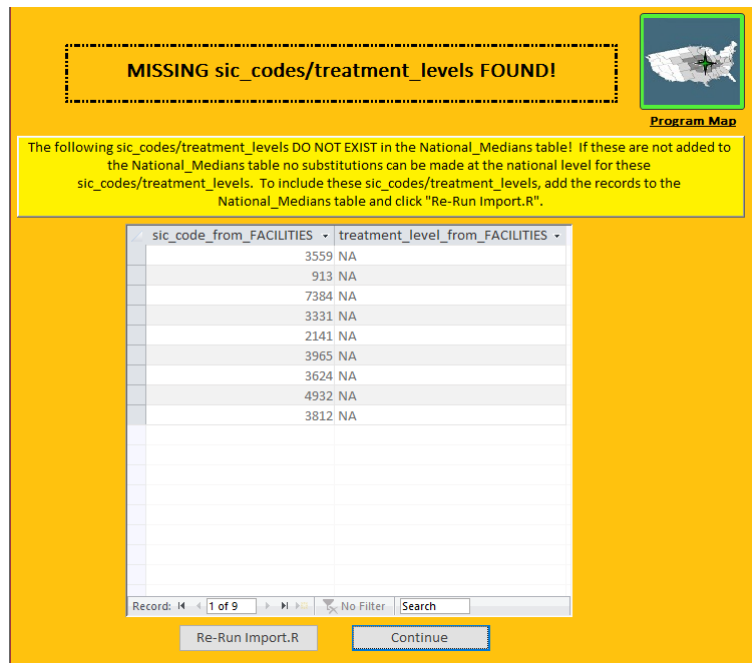 MISSING sic_codes/treatment_levels FOUND!
Program Map
The following sic_codes/treatment_levels DO NOT EXIST in the National_Medians table! If these are not added to
the National_Medians table no substitutions can be made at the national level for these
sic_codes/treatment_levels. To include these sic_codes/treatment_levels, add the records to the
National_Medians table and click "Re-Run Import.R".
sic_code_from_FACILITIES treatment_level_from_FACILITIES
3559 NA
913 NA
7384 NA
3331 NA
2141 NA
3965 NA
3624 NA
4932 NA
3812 NA
Record: 1 of 9 No Filter Search
Re-Run Import.R Continue